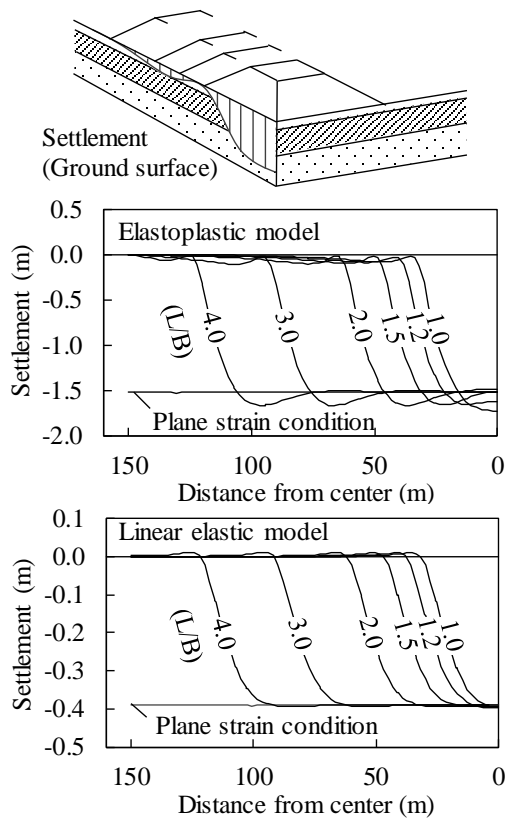 Settlement
(Ground surface)
0.5
Elastoplastic model
0.0
-0.5
-1.0
-1.5
-2.0
Settlement (m)
(L/B)
4.0
3.0
2.0
1.5
1.2
1.0
Plane strain condition
150
100
50
0
Distance from center (m)
0.1
Linear elastic model
0.0
-0.1
-0.2
-0.3
-0.4
-0.5
Settlement (m)
(L/B)
4.0
3.0
2.0
1.5
1.2
1.0
Plane strain condition
150
100
50
0
Distance from center (m)